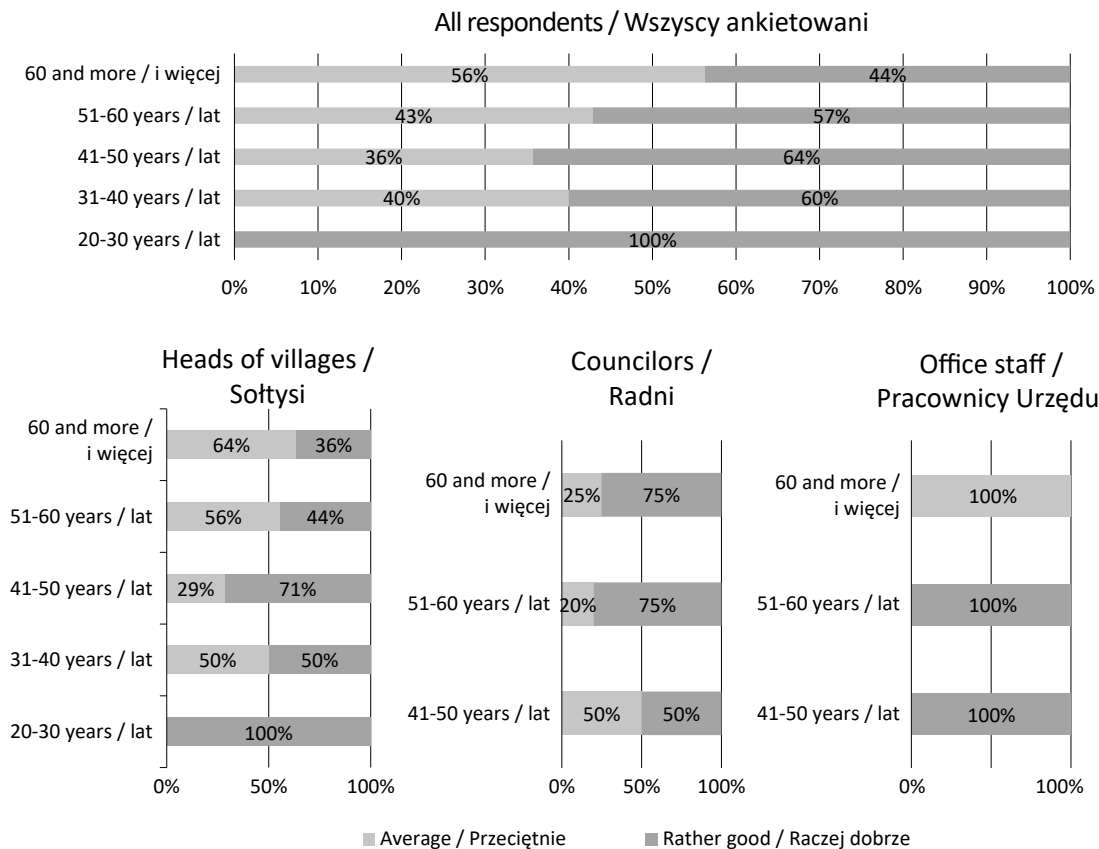 All respondents / Wszyscy ankietowani
60 and more / i więcej 56% 44%
51-60 years / lat 43% 57%
41-50 years / lat 36% 64%
31-40 years / lat 40% 60%
20-30 years / lat 100%
0% 10% 20% 30% 40% 50% 60% 70% 80% 90% 100%
Heads of villages /
Sołtysi
60 and more /
i więcej
64% 36%
51-60 years / lat 56% 44%
41-50 years / lat 29% 71%
31-40 years / lat 50% 50%
20-30 years / lat 100%
0% 50% 100%
Councilors /
Radni
60 and more /
i więcej
25% 75%
51-60 years / lat 20% 75%
41-50 years / lat 50% 50%
0% 50% 100%
Office staff /
Pracownicy Urzędu
60 and more /
i więcej
100%
51-60 years / lat 100%
41-50 years / lat 100%
0% 100%
Average / Przeciętnie Rather good / Raczej dobrze